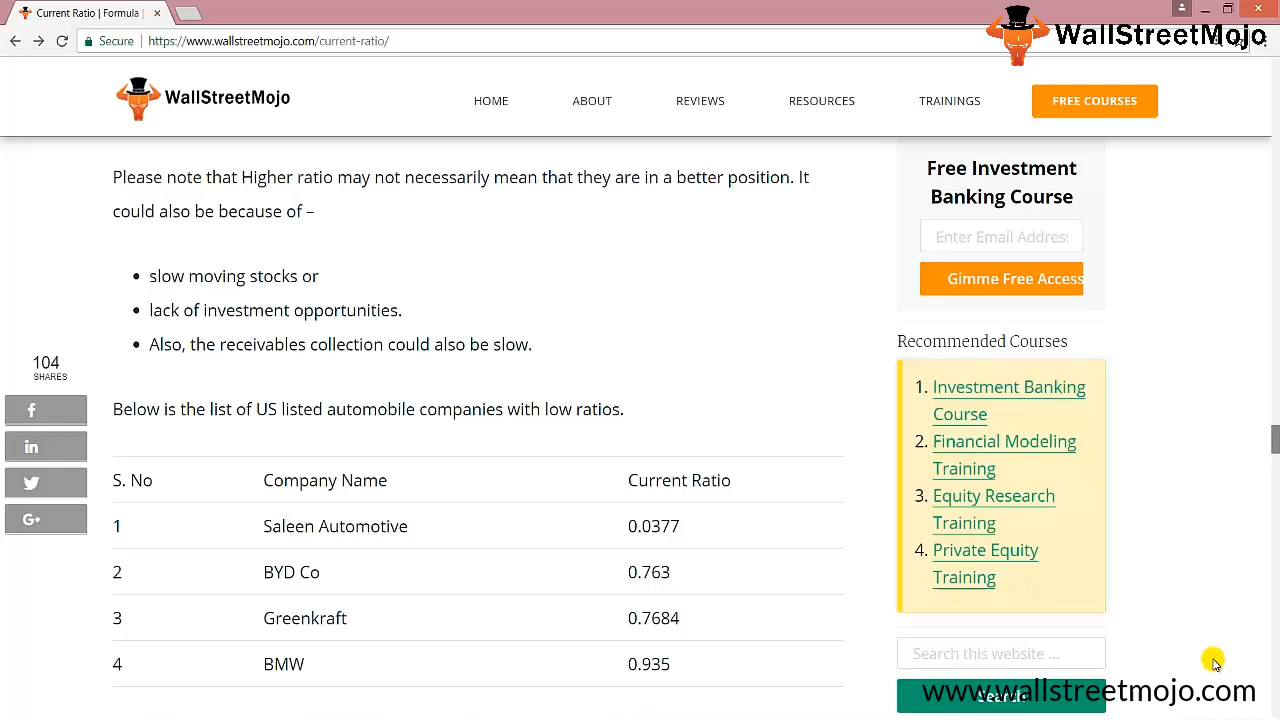 Current Ratio | Formula |
Secure https://www.wallstreetmojo.com/current-ratio/
WallStreetMojo
WallStreetMojo
HOME ABOUT REVIEWS RESOURCES TRAININGS FREE COURSES
Please note that Higher ratio may not necessarily mean that they are in a better position. It
could also be because of –
• slow moving stocks or
• lack of investment opportunities.
• Also, the receivables collection could also be slow.
104
SHARES
f
in
G+
Below is the list of US listed automobile companies with low ratios.
S. No Company Name Current Ratio
1 Saleen Automotive 0.0377
2 BYD Co 0.763
3 Greenkraft 0.7684
4 BMW 0.935
Free Investment
Banking Course
Enter Email Address
Gimme Free Access
Recommended Courses
1. Investment Banking
Course
2. Financial Modeling
Training
3. Equity Research
Training
4. Private Equity
Training
Search this website ...
Search
www.wallstreetmojo.com